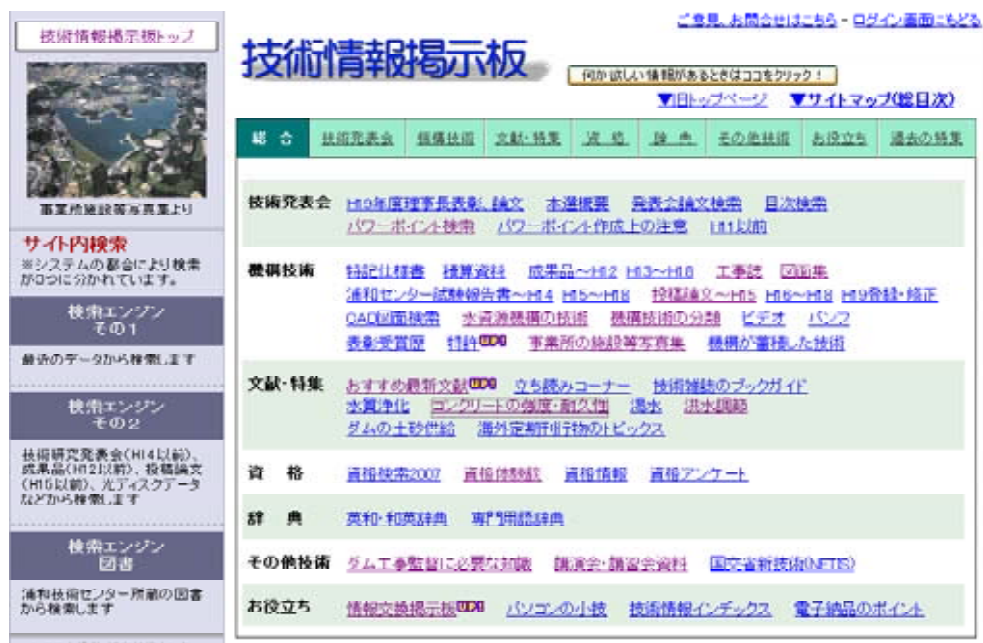 技術情報掲示板トップ
事業所施設等写真集より
サイト内検索
※システムの都合により検索
が3つに分かれています。
検索エンジン
その1
最近のデータから検索します
検索エンジン
その2
技術研究発表会(H14以前)、
成果品(H12以前)、投稿論文
(H15以前)、光ディスクデータ
などから検索します
検索エンジン
図書
浦和技術センター所蔵の図書
から検索します
ご意見、お問合せはこちら - ログイン画面にもどる
技術情報掲示板
何か欲しい情報があるときはココをクリック！
▼旧トップページ ▼サイトマップ(総目次)
総 合 技術発表会 機構技術 文献・特集 資 格 辞 典 その他技術 お役立ち 過去の特集
技術発表会 H19年度理事長表彰、論文 本選概要 発表会論文検索 目次検索
パワーポイント検索 パワーポイント作成上の注意 H11以前
機構技術 特記仕様書 積算資料 成果品～H12 H13～H18 工事誌 図面集
浦和センター試験報告書～H14 H15～H18 投稿論文～H15 H16～H18 H19登録・修正
CAD図面検索 水資源機構の技術 機構技術の分類 ビデオ パンフ
表彰受賞歴 特許 事業所の施設等写真集 機構が蓄積した技術
文献・特集 おすすめ最新文献 立ち読みコーナー 技術雑誌のブックガイド
水質浄化 コンクリートの強度・耐久性 濁水 洪水調節
ダムの土砂供給 海外定期刊行物のトピックス
資 格 資格検索2007 資格体験談 資格情報 資格アンケート
辞 典 英和・和英辞典 専門用語辞典
その他技術 ダム工事監督に必要な知識 講演会・講習会資料 国交省新技術(NETIS)
お役立ち 情報交換掲示板 パソコンの小技 技術情報インデックス 電子納品のポイント